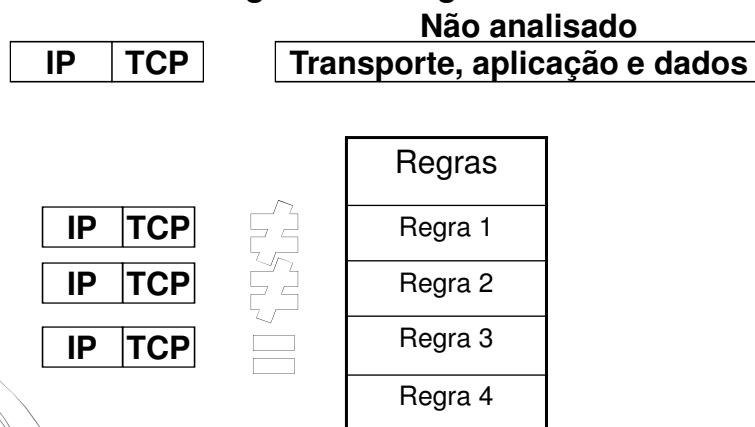 Não analisado
IP TCP Transporte, aplicação e dados
Regras
IP TCP ≠ Regra 1
IP TCP ≠ Regra 2
IP TCP = Regra 3
Regra 4